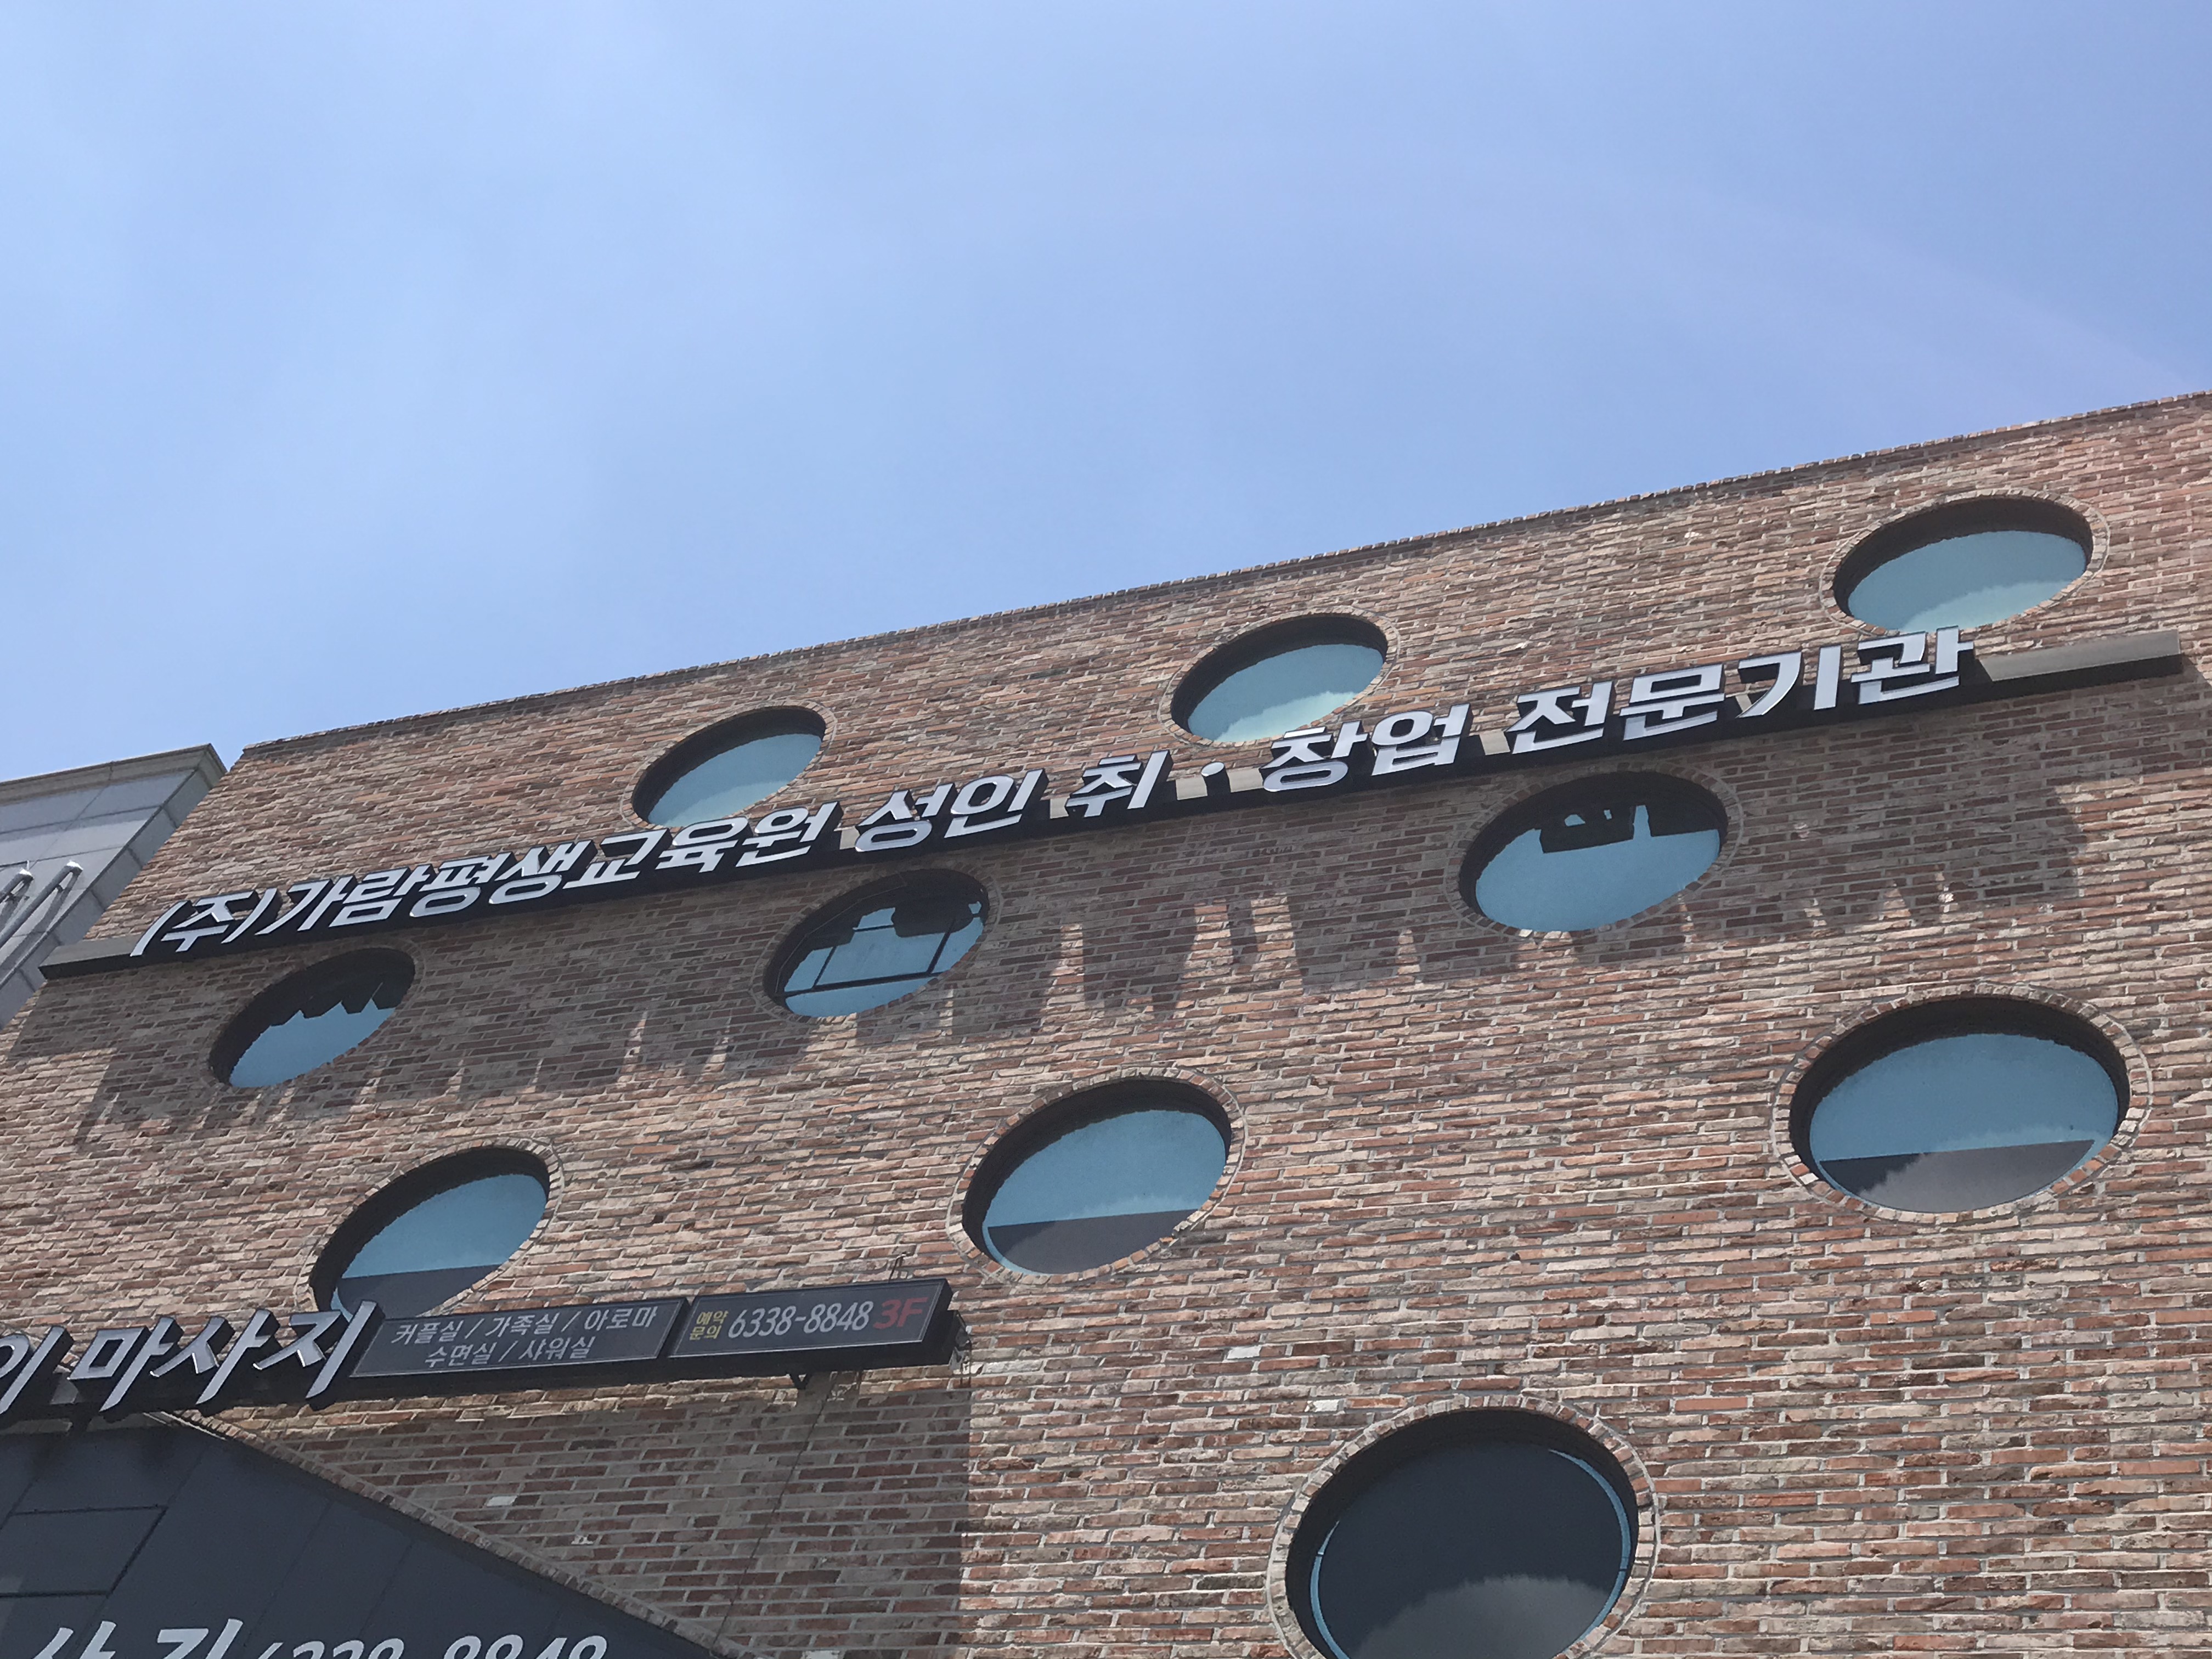 (주)가람평생교육원 성인 취·창업 전문기관
마사지
커플실 / 가족실 / 아로마
수면실 / 샤워실
예약
문의 6338-8848 3F
338-8848